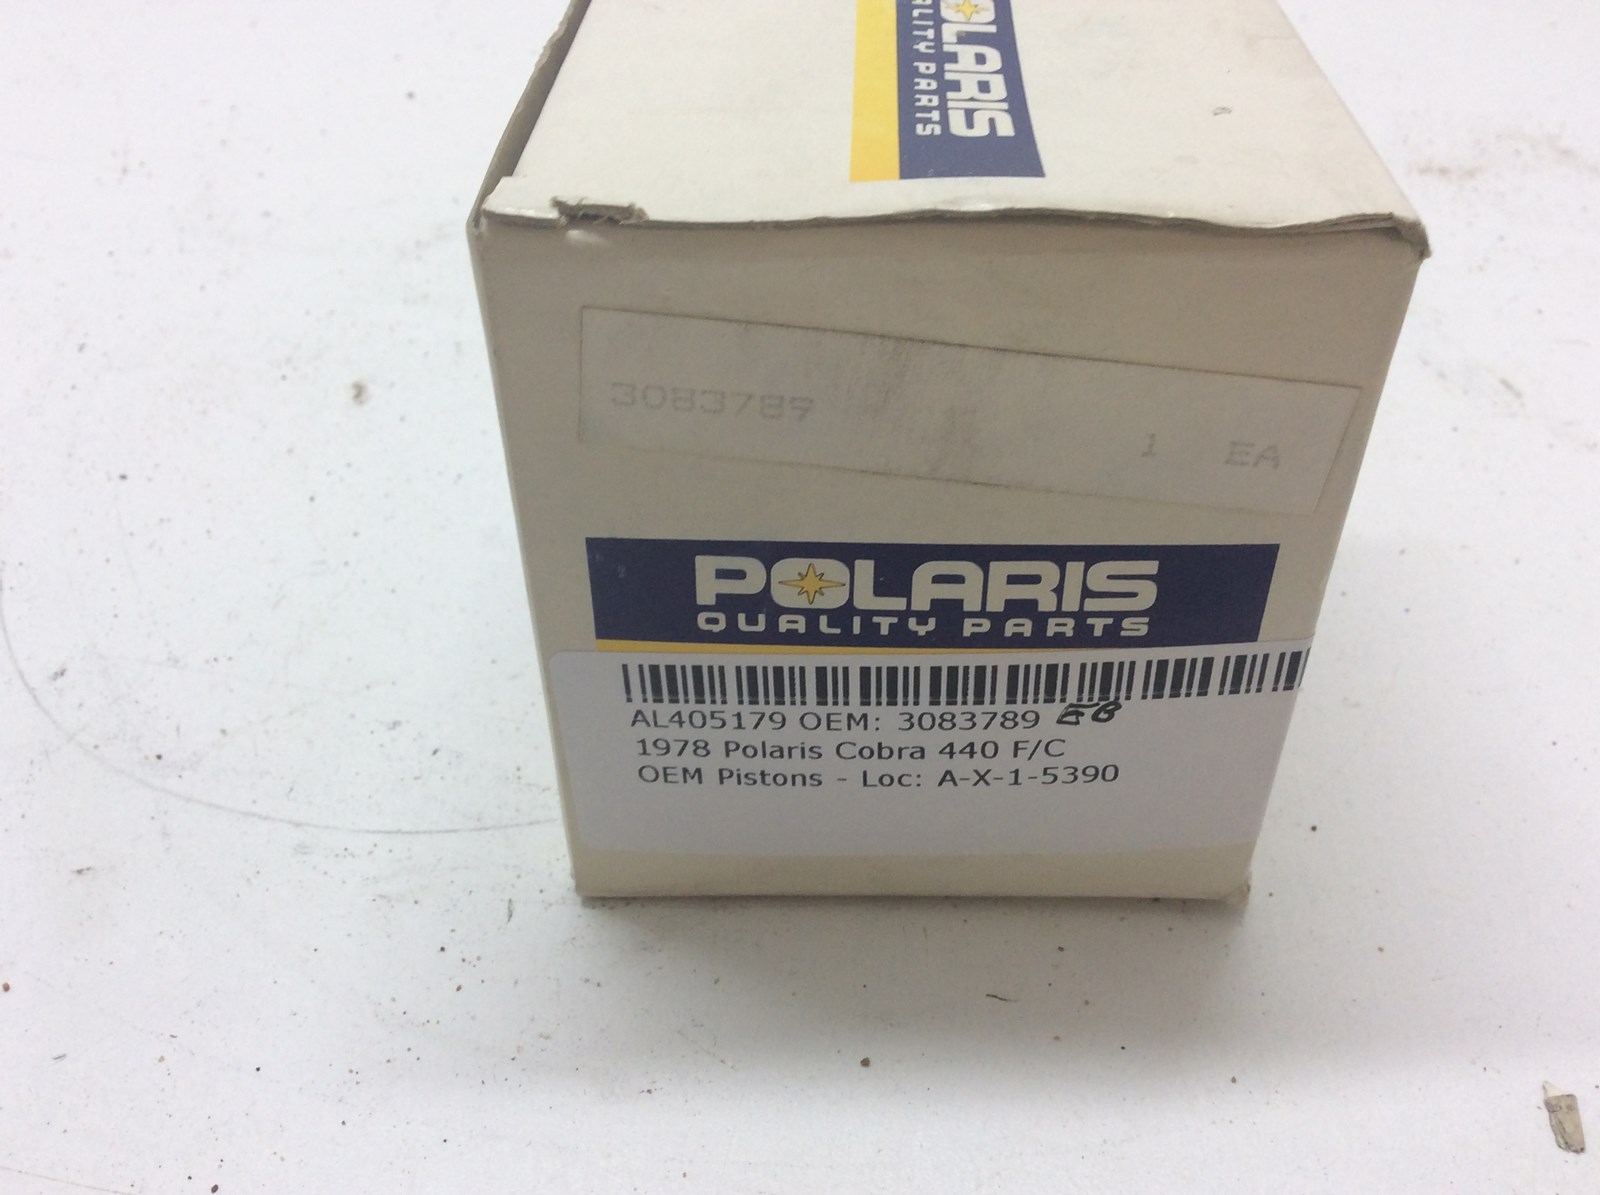 POLARIS
QUALITY PARTS
3083789 1 EA
POLARIS
QUALITY PARTS
AL405179 OEM: 3083789 EB
1978 Polaris Cobra 440 F/C
OEM Pistons - Loc: A-X-1-5390